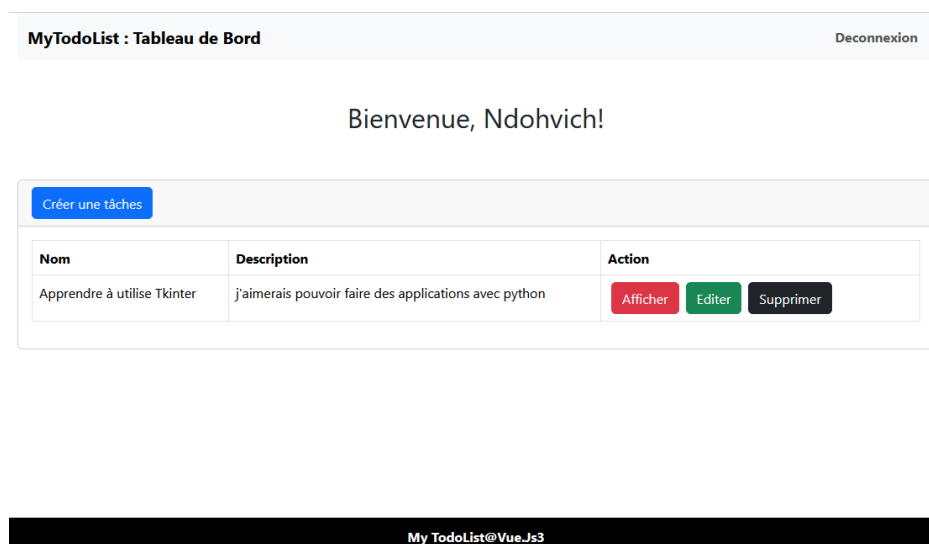 MyTodoList : Tableau de Bord Deconnexion
Bienvenue, Ndohvich!
Créer une tâches
Nom Description Action
Apprendre à utilise Tkinter j'aimerais pouvoir faire des applications avec python Afficher Editer Supprimer
My TodoList@Vue.Js3